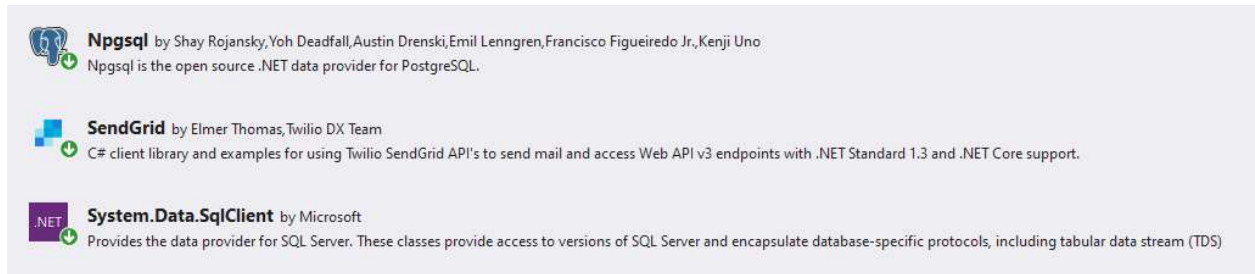 Npgsql by Shay Rojansky,Yoh Deadfall,Austin Drenski,Emil Lenngren,Francisco Figueiredo Jr.,Kenji Uno
Npgsql is the open source .NET data provider for PostgreSQL.
SendGrid by Elmer Thomas,Twilio DX Team
C# client library and examples for using Twilio SendGrid API's to send mail and access Web API v3 endpoints with .NET Standard 1.3 and .NET Core support.
.NET
System.Data.SqlClient by Microsoft
Provides the data provider for SQL Server. These classes provide access to versions of SQL Server and encapsulate database-specific protocols, including tabular data stream (TDS)